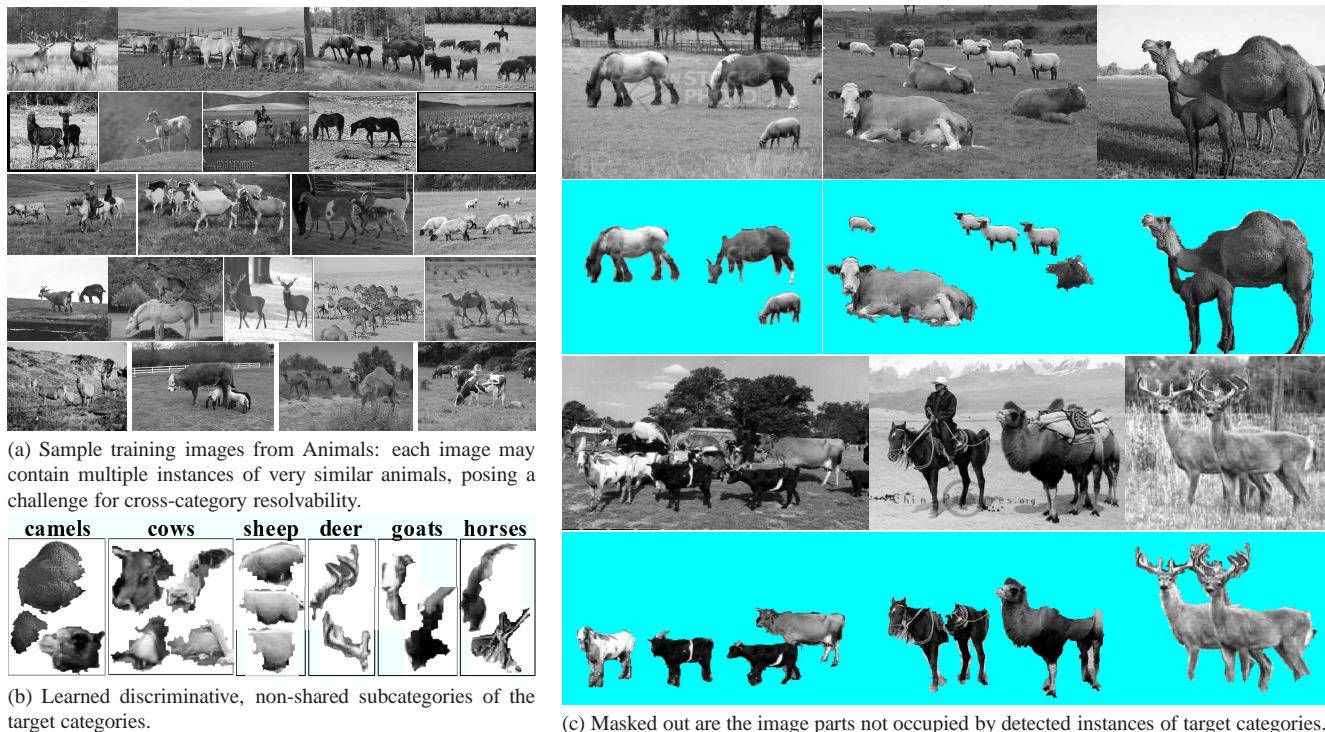 (a) Sample training images from Animals: each image may
contain multiple instances of very similar animals, posing a
challenge for cross-category resolvability.
camels cows sheep deer goats horses
(b) Learned discriminative, non-shared subcategories of the
target categories.
STOCK
PHOTO
(c) Masked out are the image parts not occupied by detected instances of target categories.